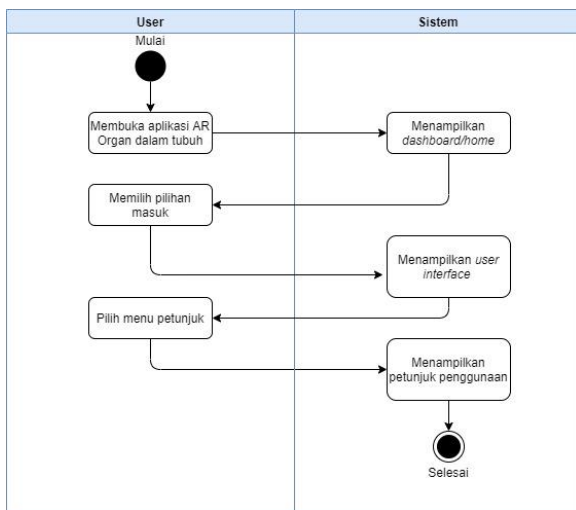 User
Sistem
Mulai
Membuka aplikasi AR
Organ dalam tubuh
Menampilkan
dashboard/home
Memilih pilihan
masuk
Menampilkan user
interface
Pilih menu petunjuk
Menampilkan
petunjuk penggunaan
Selesai